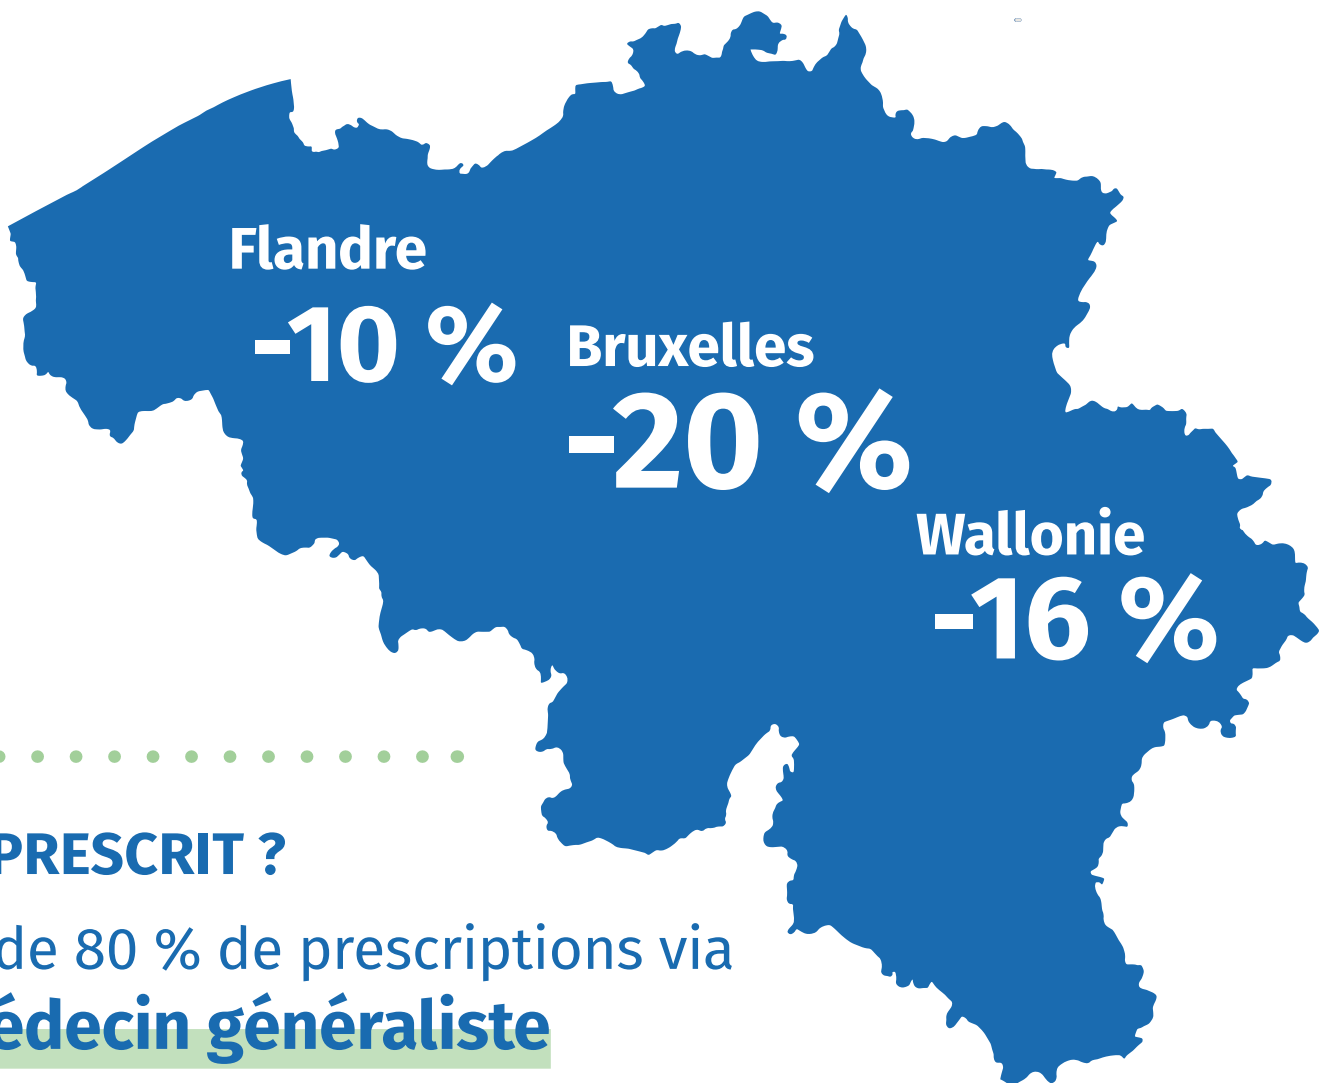 Flandre
-10 %
Bruxelles
-20 %
Wallonie
-16 %
PRESCRIT ?
de 80 % de prescriptions via
édecin généraliste